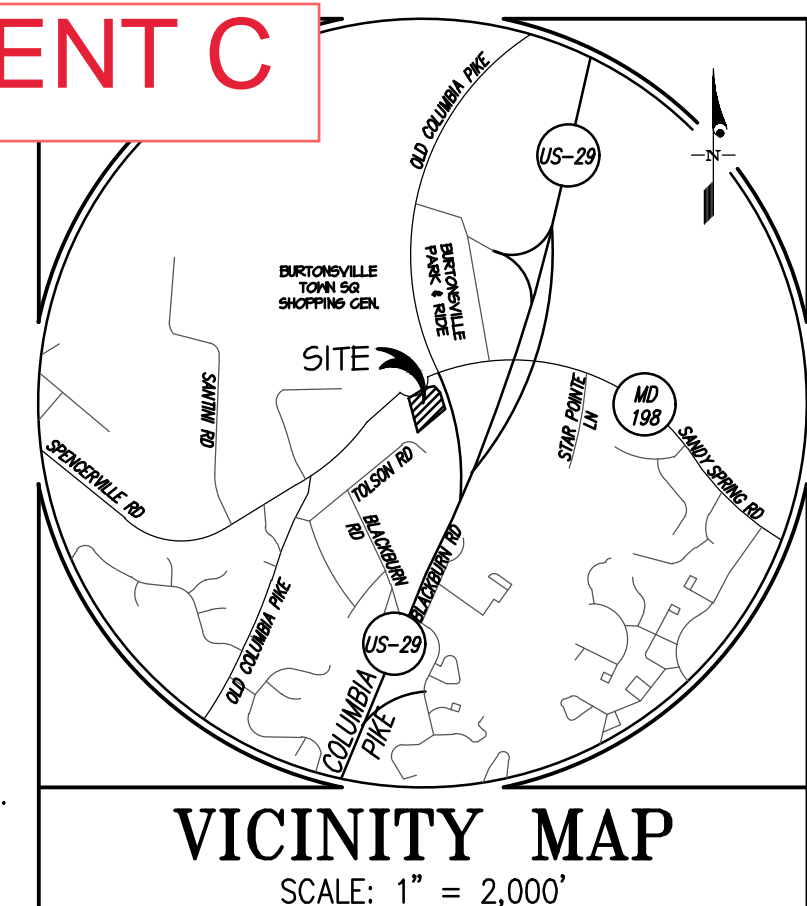 ENT C
OLD COLUMBIA PIKE
US-29
-N-
BURTONSVILLE
TOWN SQ
SHOPPING CEN.
BURTONSVILLE
PARK & RIDE
SITE
SANTINI RD
STAR POINTE
LN
MD
198
SPENCERVILLE RD
TOLSON RD
SANDY SPRING RD
BLACKBURN
RD
BLACKBURN RD
OLD COLUMBIA PIKE
US-29
COLUMBIA
PIKE
VICINITY MAP
SCALE: 1" = 2,000'